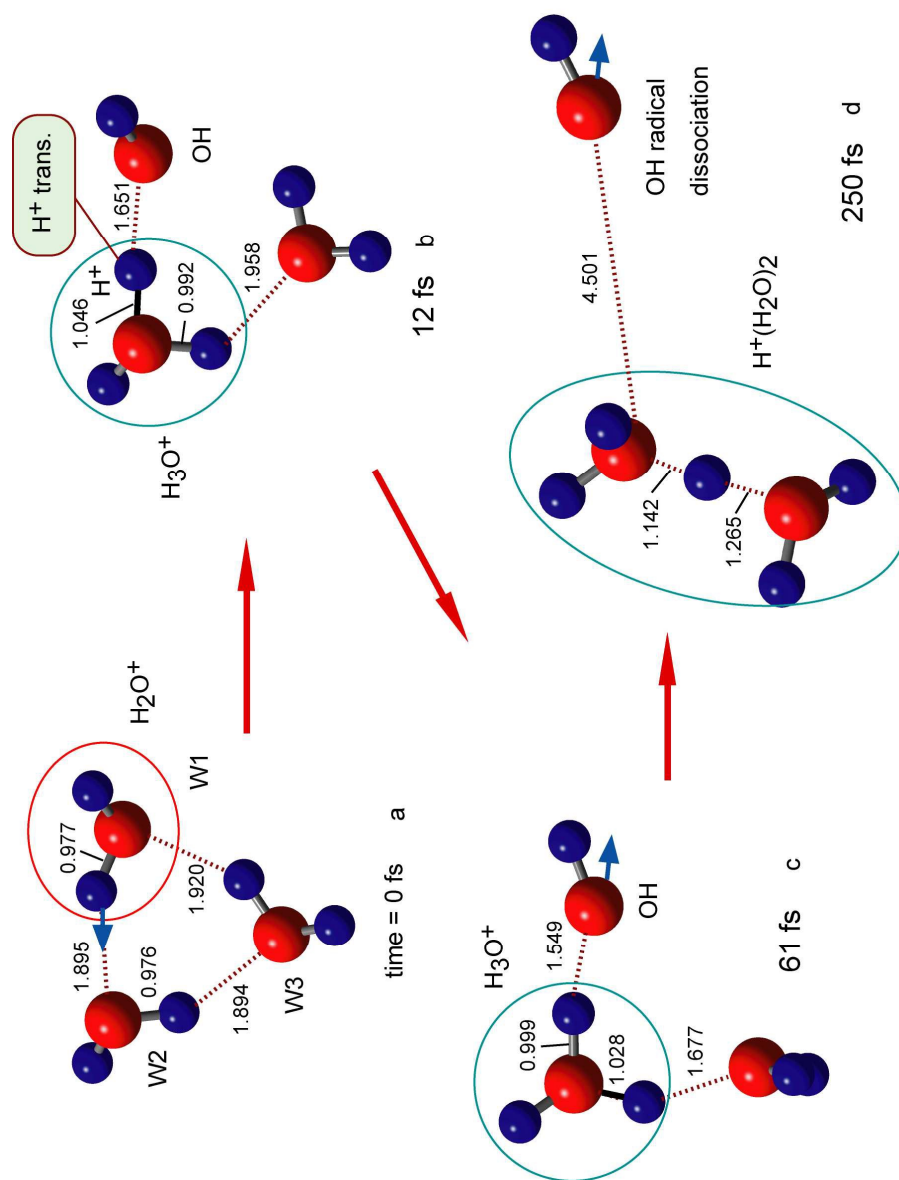 H₂O⁺
W1
0.977
1.895
0.976
W2
1.920
1.894
W3
time = 0 fs
a
H⁺ trans.
H⁺
1.651
OH
1.046
0.992
H₃O⁺
1.958
12 fs
b
H₃O⁺
0.999
1.549
OH
1.028
1.677
61 fs
c
4.501
OH radical
dissociation
1.142
1.265
H⁺(H₂O)2
250 fs
d